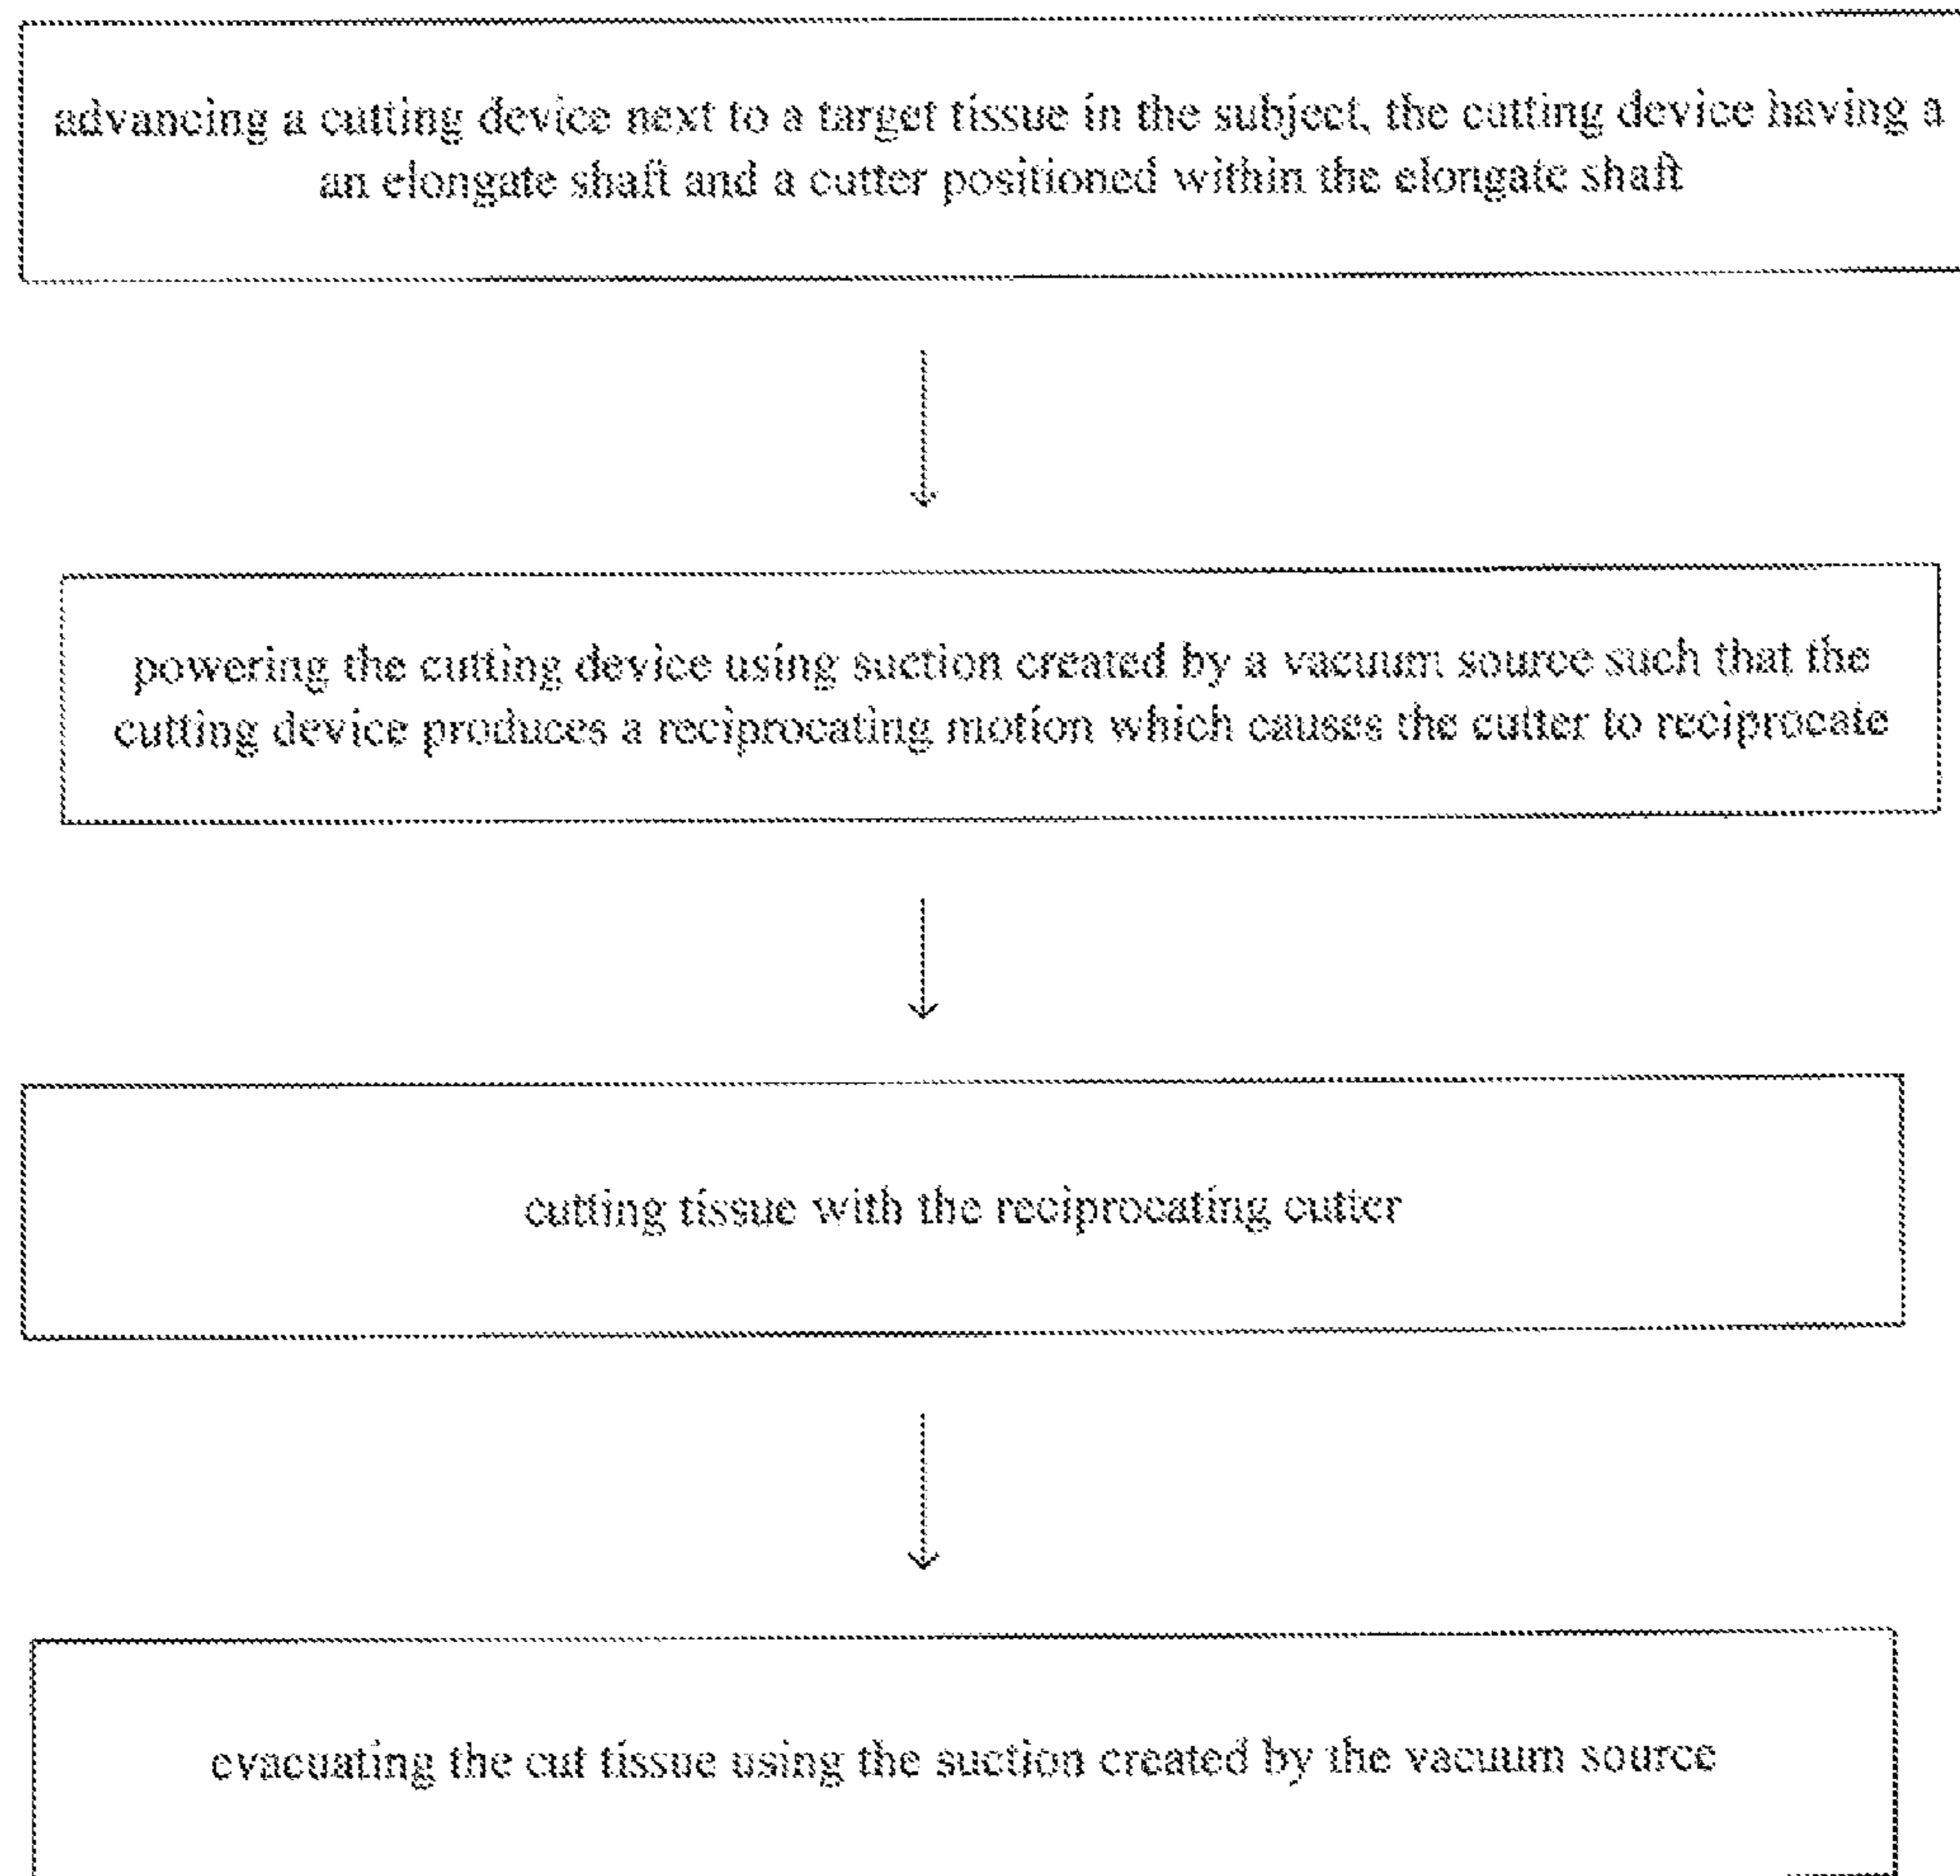 advancing a cutting device next to a target tissue in the subject, the cutting device having a
an elongate shaft and a cutter positioned within the elongate shaft
powering the cutting device using suction created by a vacuum source such that the
cutting device produces a reciprocating motion which causes the cutter to reciprocate
cutting tissue with the reciprocating cutter
evacuating the cut tissue using the suction created by the vacuum source